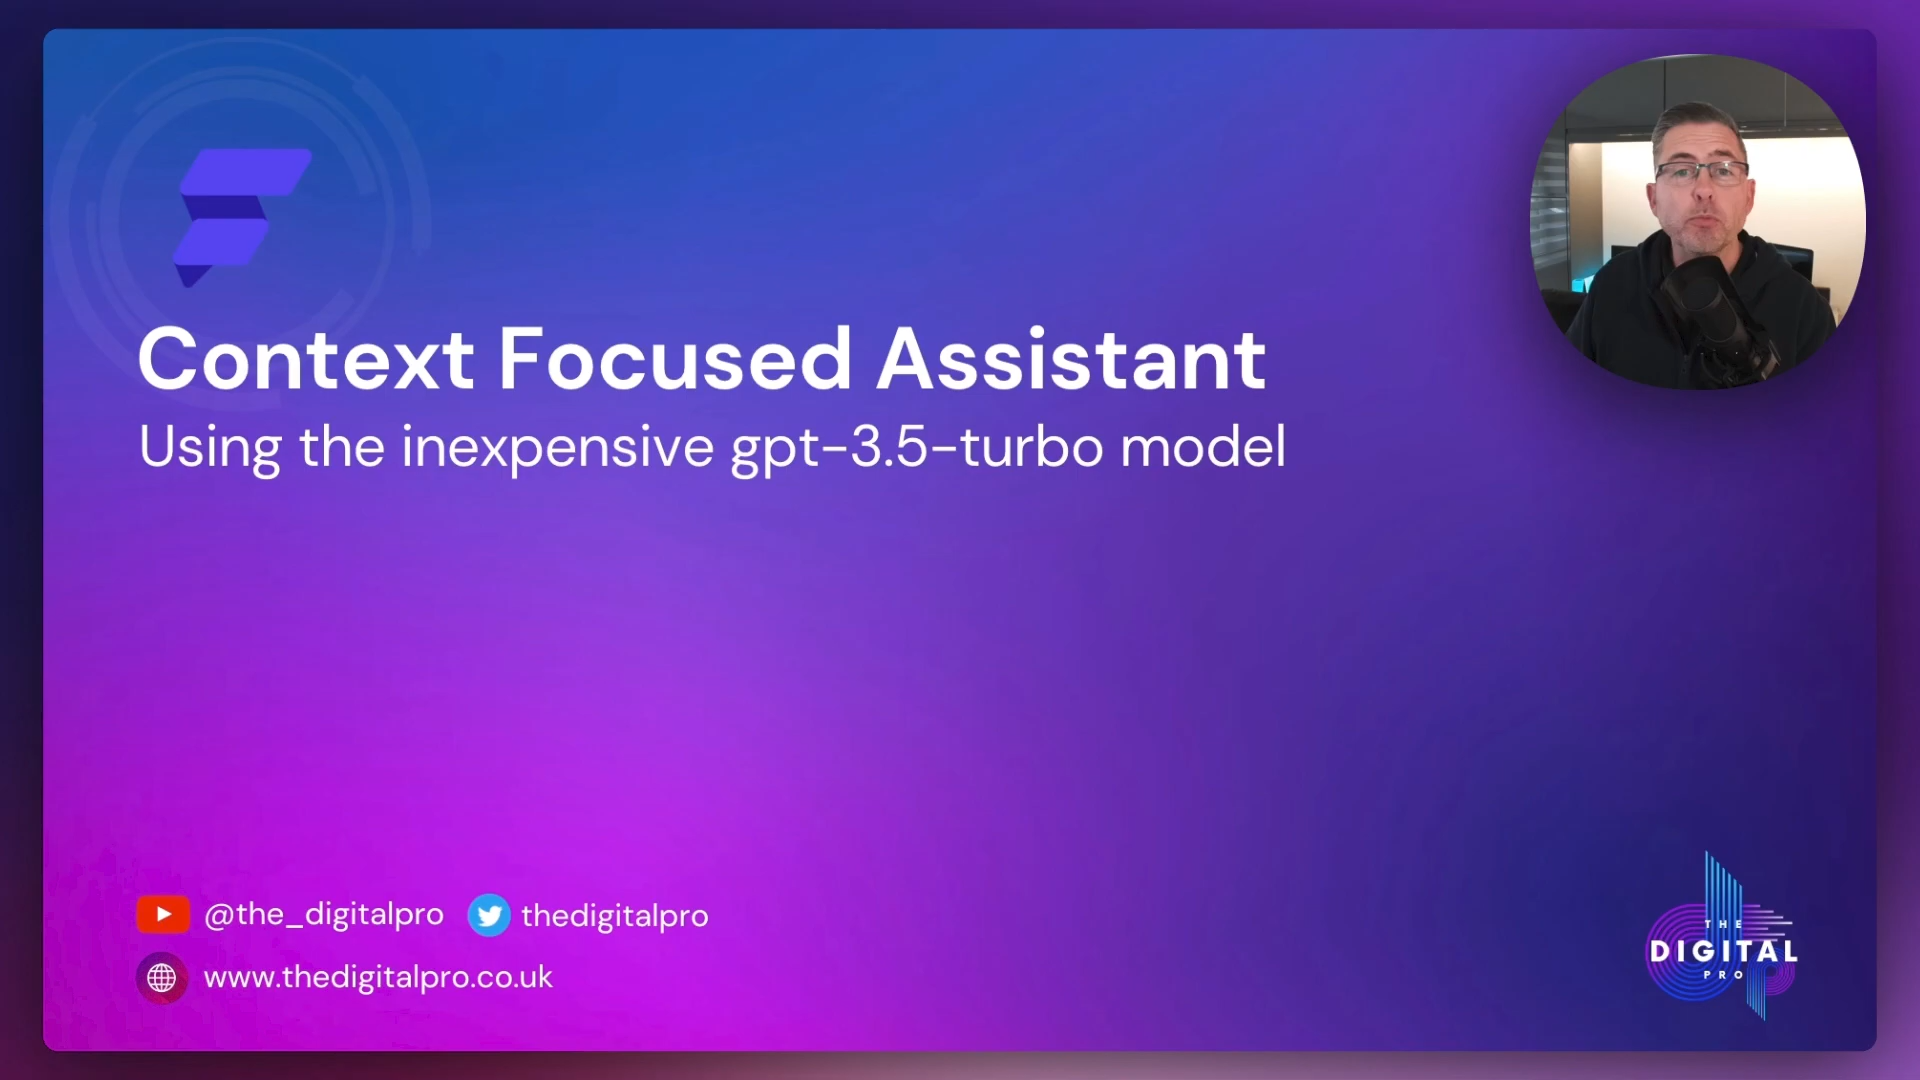 Context Focused Assistant
Using the inexpensive gpt-3.5-turbo model
@the_digitalpro
thedigitalpro
www.thedigitalpro.co.uk
THE
DIGITAL
PRO